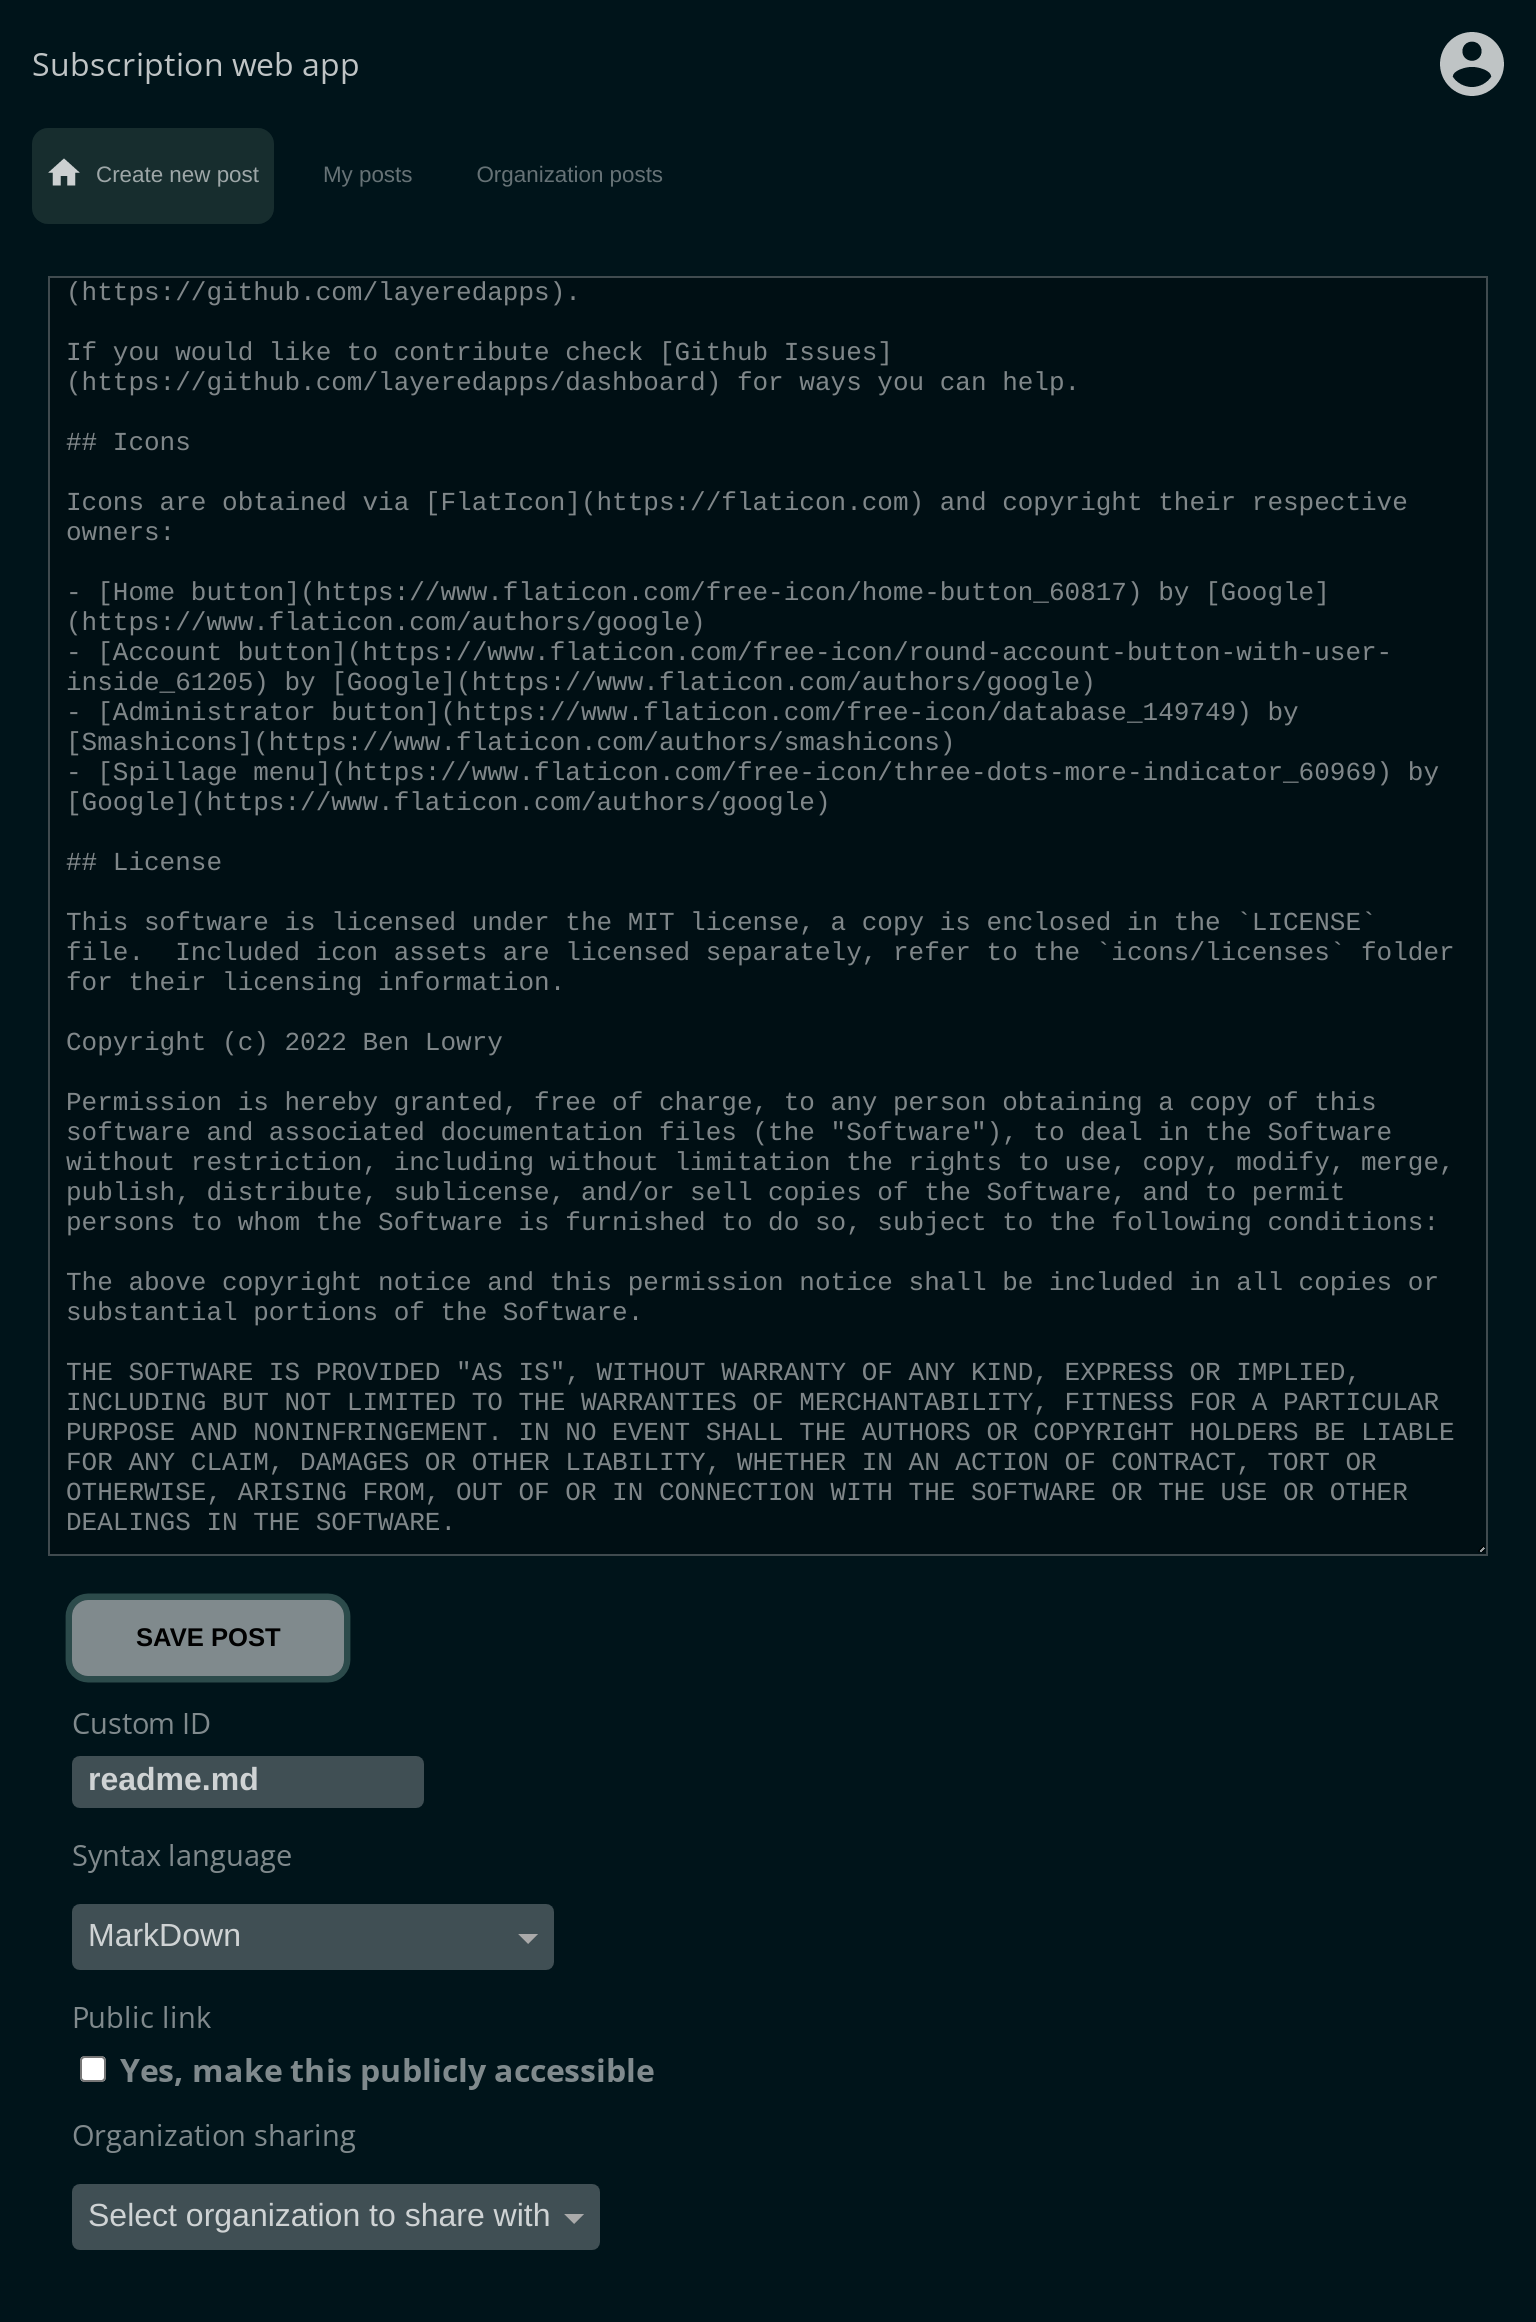 Subscription web app
Create new post
My posts
Organization posts
(https://github.com/layeredapps).
If you would like to contribute check [Github Issues]
(https://github.com/layeredapps/dashboard) for ways you can help.
## Icons
Icons are obtained via [FlatIcon](https://flaticon.com) and copyright their respective
owners:
- [Home button](https://www.flaticon.com/free-icon/home-button_60817) by [Google]
(https://www.flaticon.com/authors/google)
- [Account button](https://www.flaticon.com/free-icon/round-account-button-with-user-
inside_61205) by [Google](https://www.flaticon.com/authors/google)
- [Administrator button](https://www.flaticon.com/free-icon/database_149749) by
[Smashicons](https://www.flaticon.com/authors/smashicons)
- [Spillage menu](https://www.flaticon.com/free-icon/three-dots-more-indicator_60969) by
[Google](https://www.flaticon.com/authors/google)
## License
This software is licensed under the MIT license, a copy is enclosed in the `LICENSE`
file.  Included icon assets are licensed separately, refer to the `icons/licenses` folder
for their licensing information.
Copyright (c) 2022 Ben Lowry
Permission is hereby granted, free of charge, to any person obtaining a copy of this
software and associated documentation files (the "Software"), to deal in the Software
without restriction, including without limitation the rights to use, copy, modify, merge,
publish, distribute, sublicense, and/or sell copies of the Software, and to permit
persons to whom the Software is furnished to do so, subject to the following conditions:
The above copyright notice and this permission notice shall be included in all copies or
substantial portions of the Software.
THE SOFTWARE IS PROVIDED "AS IS", WITHOUT WARRANTY OF ANY KIND, EXPRESS OR IMPLIED,
INCLUDING BUT NOT LIMITED TO THE WARRANTIES OF MERCHANTABILITY, FITNESS FOR A PARTICULAR
PURPOSE AND NONINFRINGEMENT. IN NO EVENT SHALL THE AUTHORS OR COPYRIGHT HOLDERS BE LIABLE
FOR ANY CLAIM, DAMAGES OR OTHER LIABILITY, WHETHER IN AN ACTION OF CONTRACT, TORT OR
OTHERWISE, ARISING FROM, OUT OF OR IN CONNECTION WITH THE SOFTWARE OR THE USE OR OTHER
DEALINGS IN THE SOFTWARE.
SAVE POST
Custom ID
readme.md
Syntax language
MarkDown
Public link
Yes, make this publicly accessible
Organization sharing
Select organization to share with